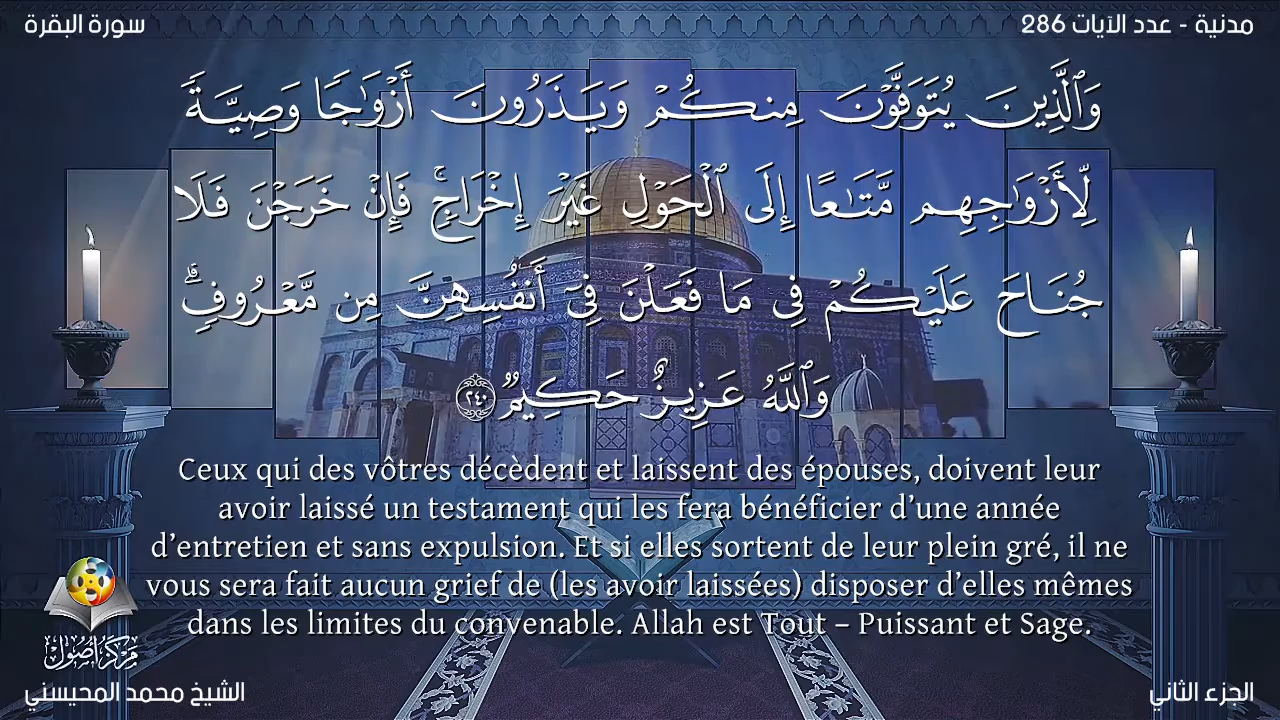 سورة البقرة
مدنية - عدد الآيات 286
وَٱلَّذِينَ يُتَوَفَّوْنَ مِنكُمْ وَيَذَرُونَ أَزْوَٰجًا وَصِيَّةً
لِّأَزْوَٰجِهِم مَّتَـٰعًا إِلَى ٱلْحَوْلِ غَيْرَ إِخْرَاجٍ ۚ فَإِنْ خَرَجْنَ فَلَا
جُنَاحَ عَلَيْكُمْ فِى مَا فَعَلْنَ فِىٓ أَنفُسِهِنَّ مِن مَّعْرُوفٍ ۗ
وَٱللَّهُ عَزِيزٌ حَكِيمٌ ٢٤٠
Ceux qui des vôtres décèdent et laissent des épouses, doivent leur
avoir laissé un testament qui les fera bénéficier d’une année
d’entretien et sans expulsion. Et si elles sortent de leur plein gré, il ne
vous sera fait aucun grief de (les avoir laissées) disposer d’elles mêmes
dans les limites du convenable. Allah est Tout – Puissant et Sage.
مركز أصول
الشيخ محمد المحيسني
الجزء الثاني